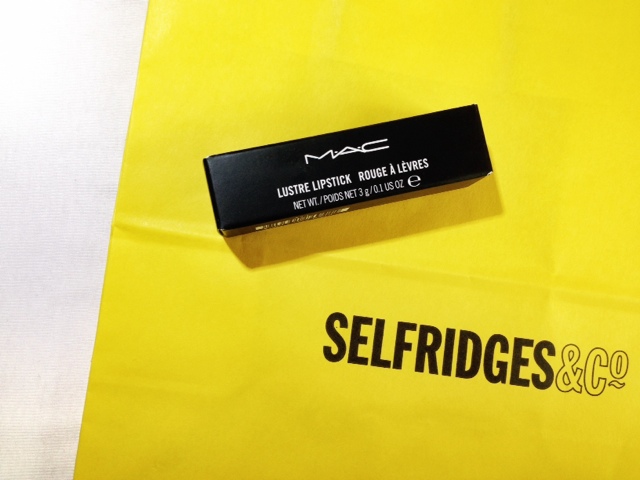 M·A·C
LUSTRE LIPSTICK ROUGE À LÈVRES
NET WT./POIDS NET 3 g/0.1 US OZ ℮
SELFRIDGES&Co